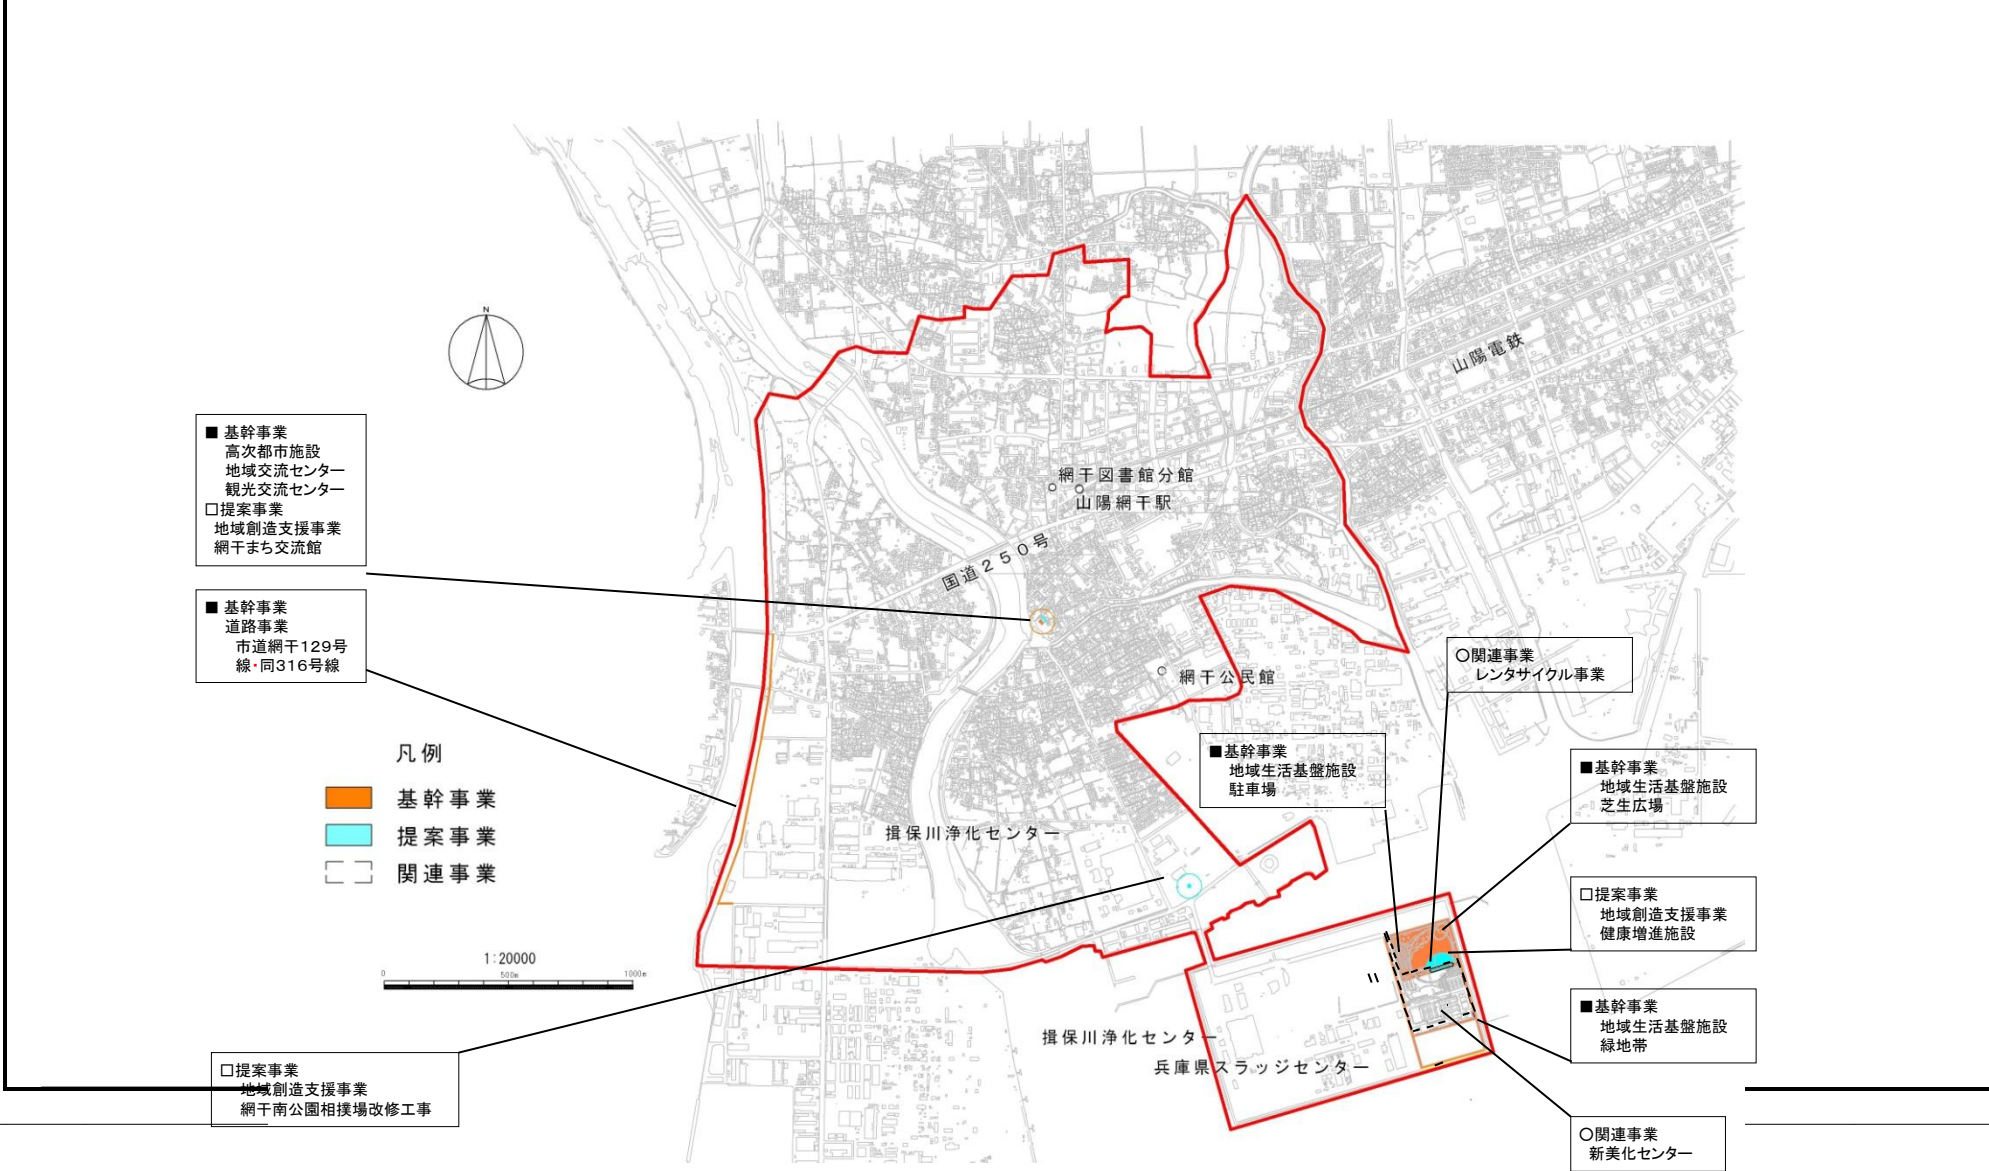 N
■ 基幹事業
高次都市施設
地域交流センター
観光交流センター
□提案事業
地域創造支援事業
網干まち交流館
■ 基幹事業
道路事業
市道網干129号
線・同316号線
凡例
基幹事業
提案事業
関連事業
1:20000
0 500m 1000m
□提案事業
地域創造支援事業
網干南公園相撲場改修工事
山陽電鉄
網干図書館分館
山陽網干駅
国道250号
網干公民館
揖保川浄化センター
○関連事業
レンタサイクル事業
■基幹事業
地域生活基盤施設
駐車場
■基幹事業
地域生活基盤施設
芝生広場
□提案事業
地域創造支援事業
健康増進施設
■基幹事業
地域生活基盤施設
緑地帯
揖保川浄化センター
兵庫県スラッジセンター
○関連事業
新美化センター